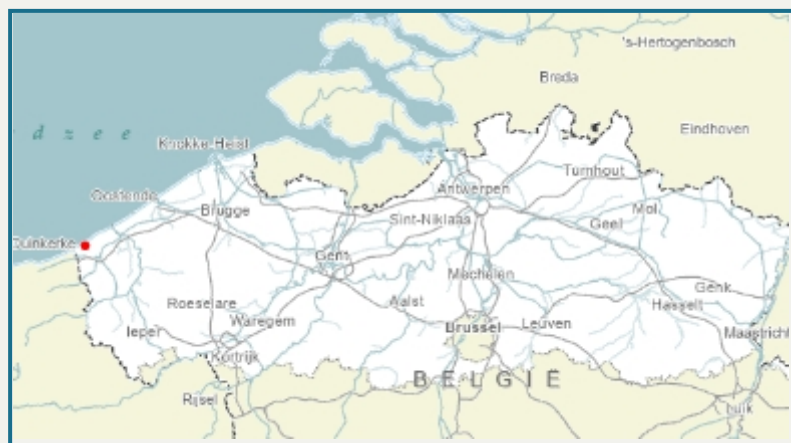 's-Hertogenbosch
Breda
d z e e
Eindhoven
Knokke-Heist
Turnhout
Antwerpen
Oostende
Mol
Brugge
Sint-Niklaas
Geel
Duinkerke
Gent
Mechelen
Genk
Roeselare
Aalst
Hasselt
Waregem
Ieper
Brussel
Leuven
Maastricht
Kortrijk
BELGIË
Rijsel
Luik